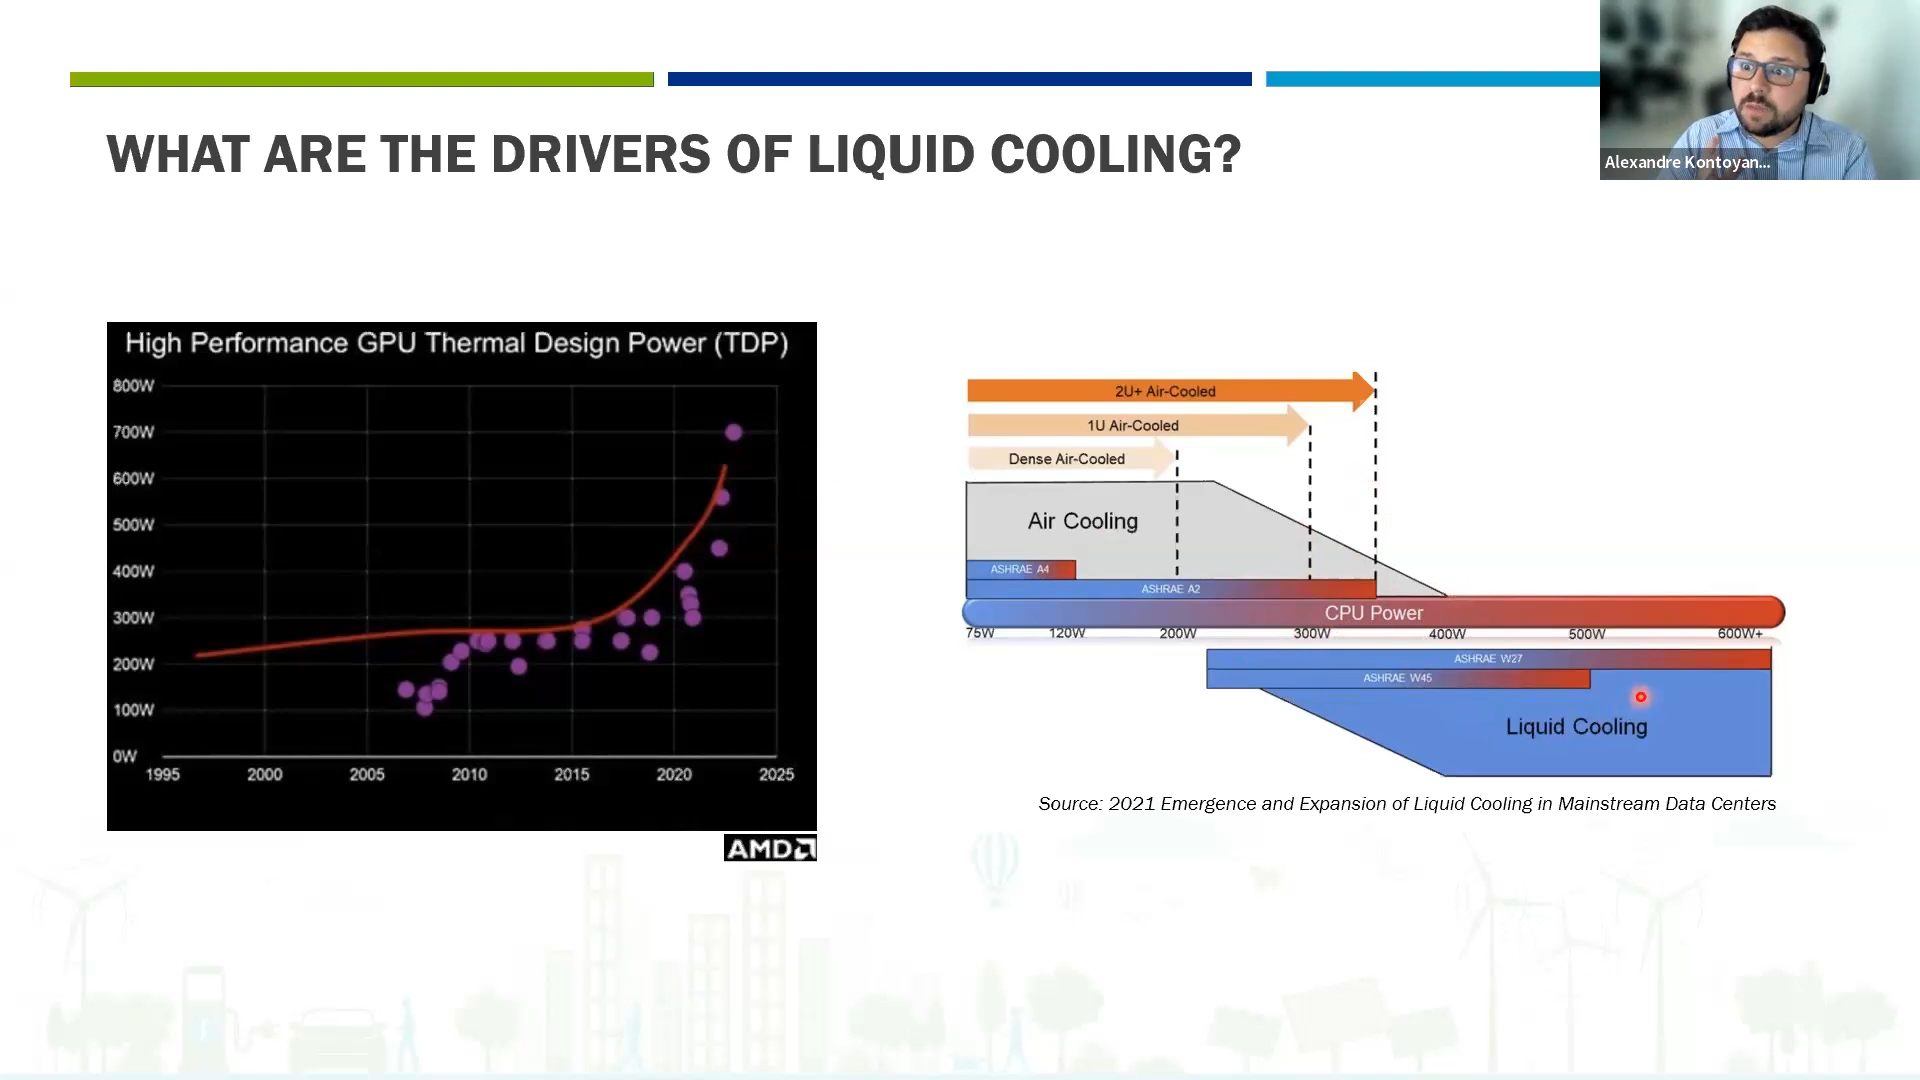 Alexandre Kontoyan...
WHAT ARE THE DRIVERS OF LIQUID COOLING?
High Performance GPU Thermal Design Power (TDP)
800W
700W
600W
500W
400W
300W
200W
100W
0W
1995 2000 2005 2010 2015 2020 2025
AMD
2U+ Air-Cooled
1U Air-Cooled
Dense Air-Cooled
Air Cooling
ASHRAE A4
ASHRAE A2
CPU Power
75W 120W 200W 300W 400W 500W 600W+
ASHRAE W27
ASHRAE W45
Liquid Cooling
Source: 2021 Emergence and Expansion of Liquid Cooling in Mainstream Data Centers